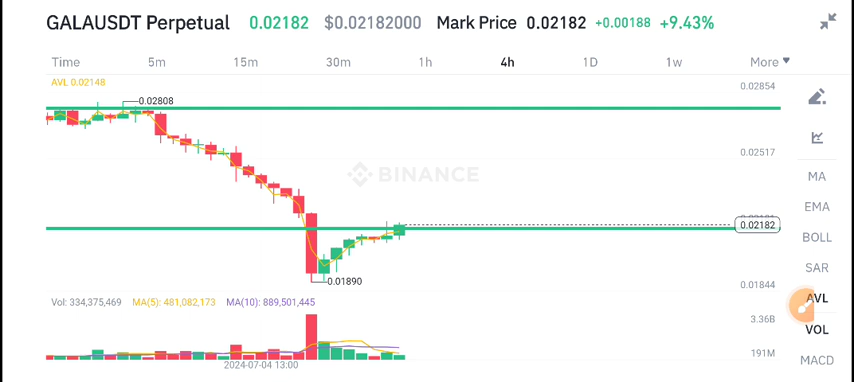 GALAUSDT Perpetual 0.02182 $0.02182000 Mark Price 0.02182 +0.00188 +9.43%
Time 5m 15m 30m 1h 4h 1D 1w More
AVL 0.02148
0.02854
0.02808
0.02517
BINANCE
MA
EMA
0.02182
BOLL
SAR
0.01890
0.01844
AVL
Vol: 334,375,469 MA(5): 481,082,173 MA(10): 889,501,445
3.36B
VOL
191M
MACD
2024-07-04 13:00